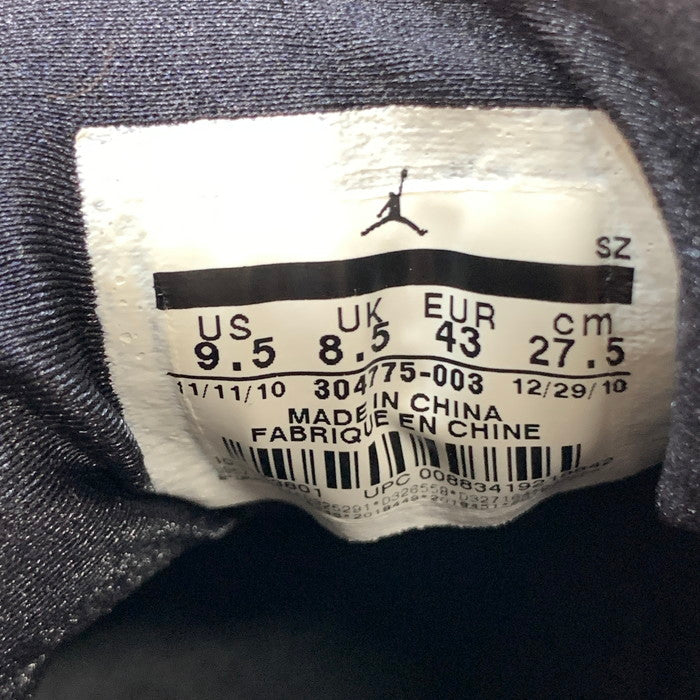 SZ
US UK EUR cm
9.5 8.5 43 27.5
11/11/10 304775-003 12/29/10
MADE IN CHINA
FABRIQUE EN CHINE
UPC